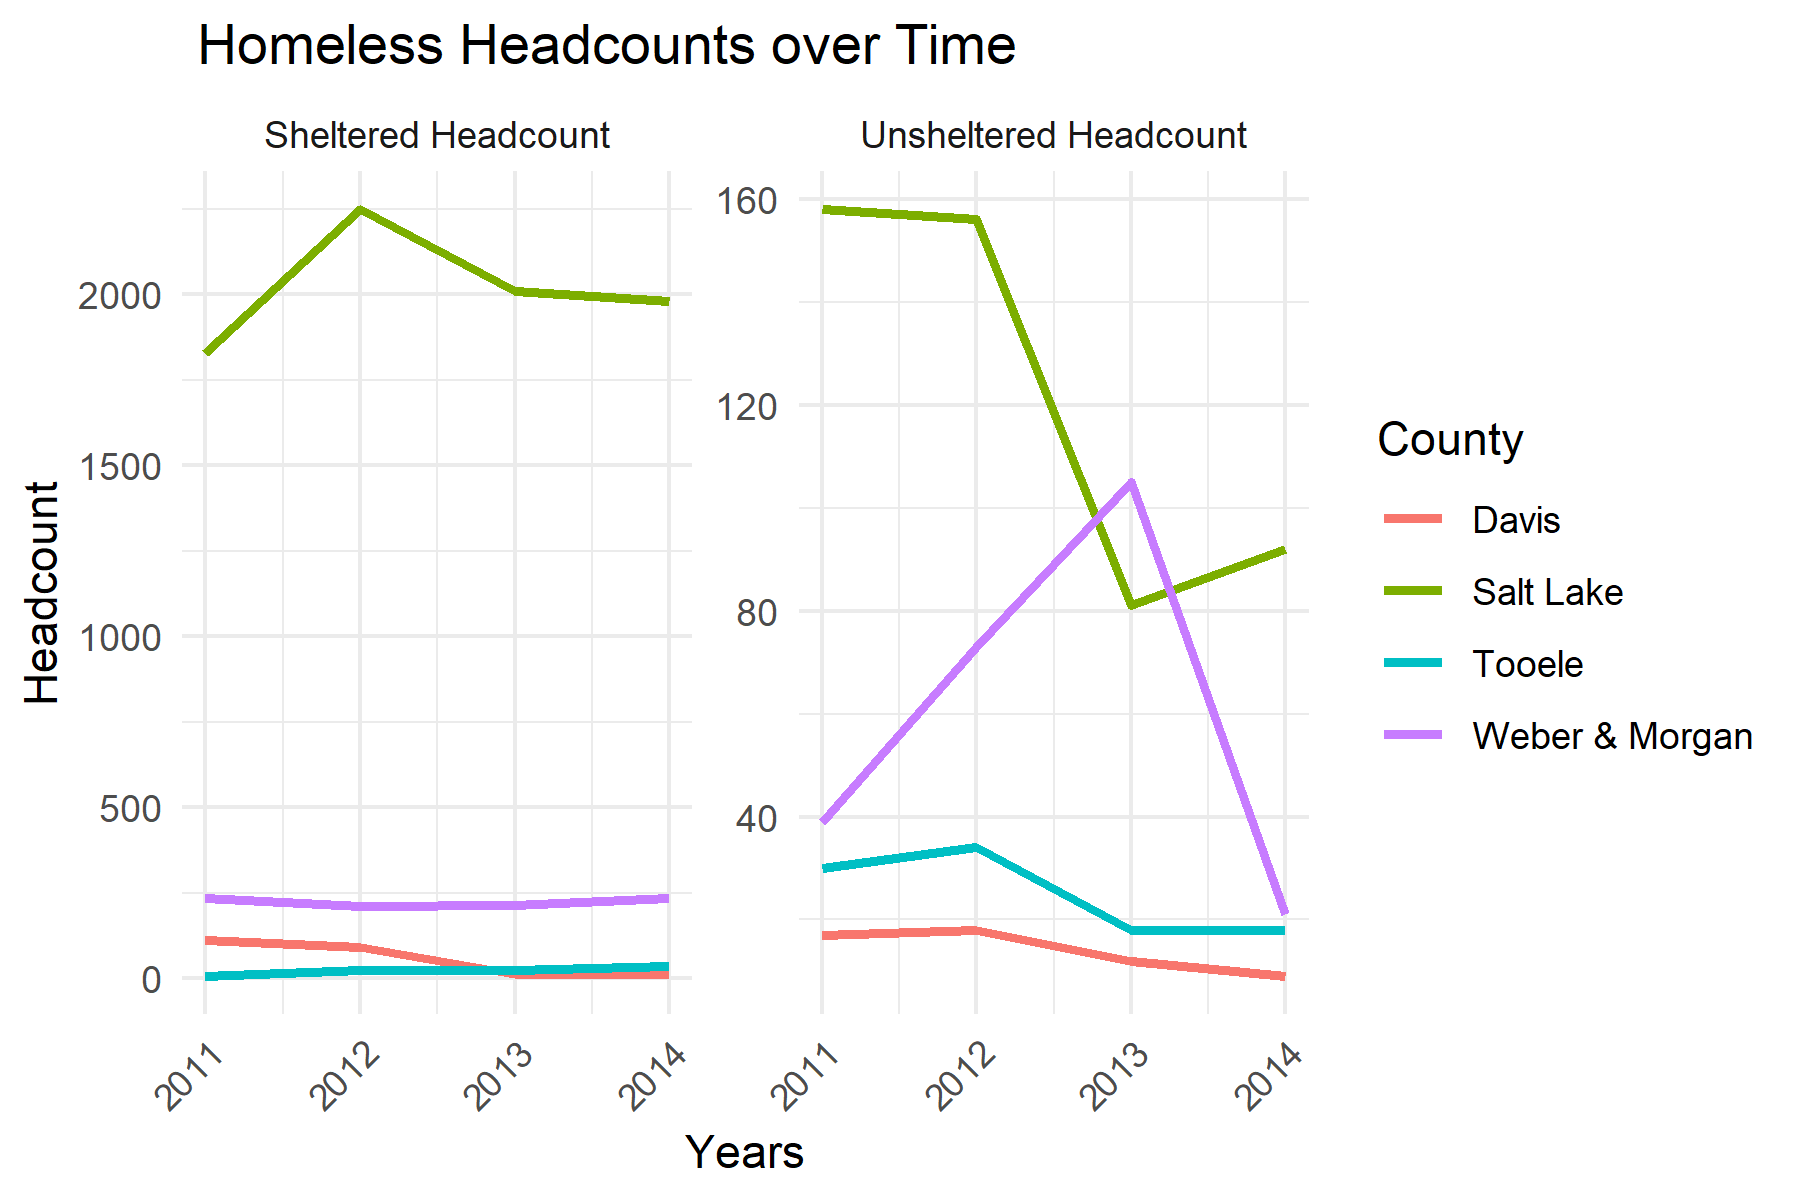 Homeless Headcounts over Time
Sheltered Headcount
Unsheltered Headcount
Headcount
2000
1500
1000
500
0
160
120
80
40
2011
2012
2013
2014
2011
2012
2013
2014
Years
County
Davis
Salt Lake
Tooele
Weber & Morgan